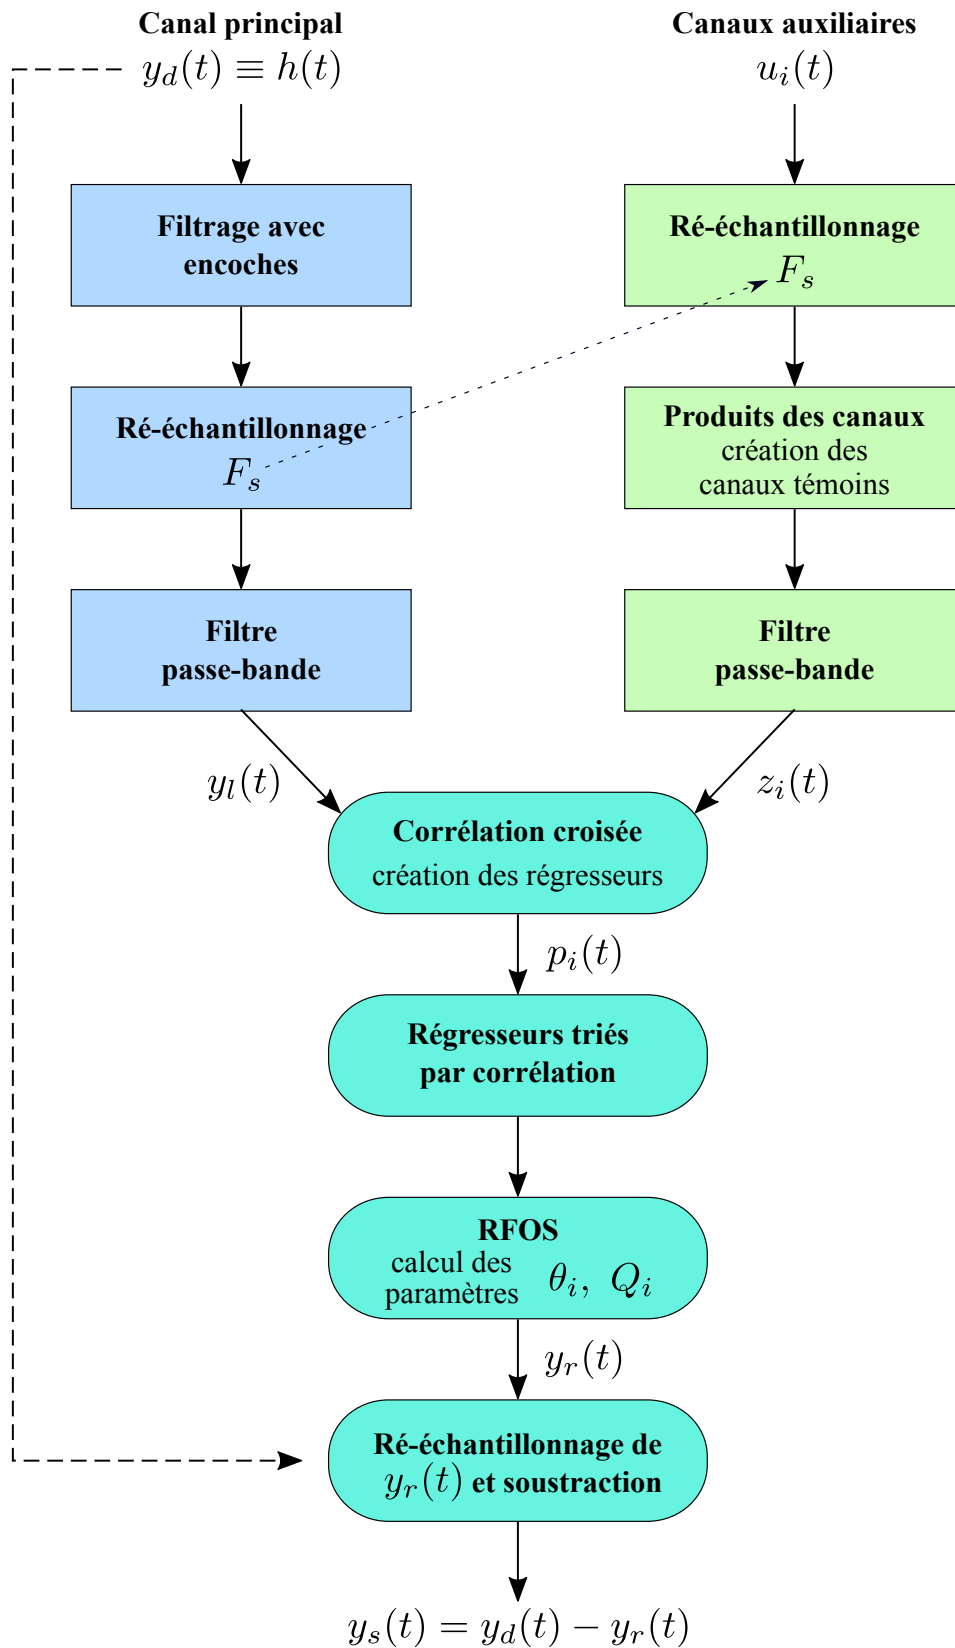 Canal principal
y_d(t) ≡ h(t)
Canaux auxiliaires
u_i(t)
Filtrage avec
encoches
Ré-échantillonnage
F_s
Ré-échantillonnage
F_s
Produits des canaux
création des
canaux témoins
Filtre
passe-bande
Filtre
passe-bande
y_l(t)
z_i(t)
Corrélation croisée
création des régresseurs
p_i(t)
Régresseurs triés
par corrélation
RFOS
calcul des
paramètres θ_i, Q_i
y_r(t)
Ré-échantillonnage de
y_r(t) et soustraction
y_s(t) = y_d(t) − y_r(t)